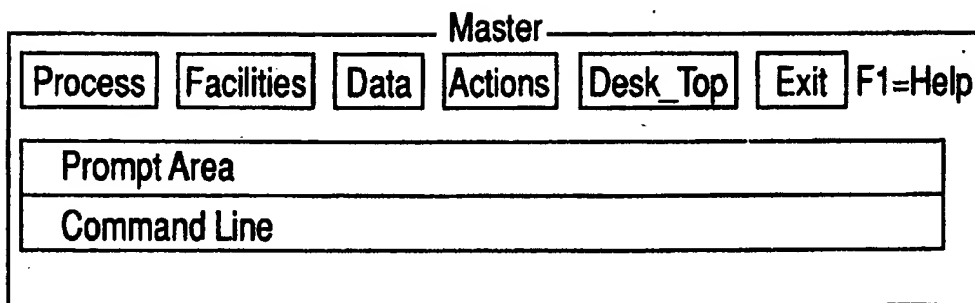 Master
Process Facilities Data Actions Desk_Top Exit F1=Help
Prompt Area
Command Line